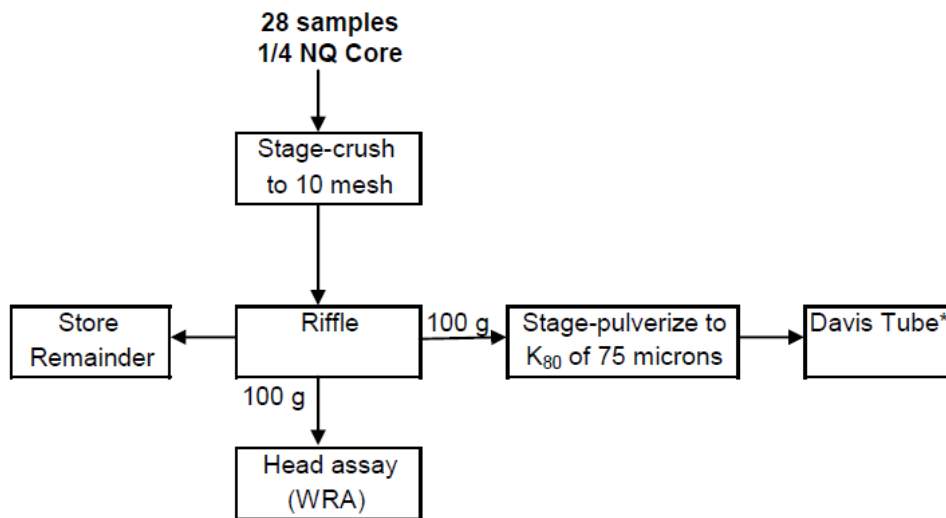 28 samples
1/4 NQ Core
Stage-crush
to 10 mesh
Store
Remainder
Riffle
100 g
Stage-pulverize to
K80 of 75 microns
Davis Tube*
100 g
Head assay
(WRA)